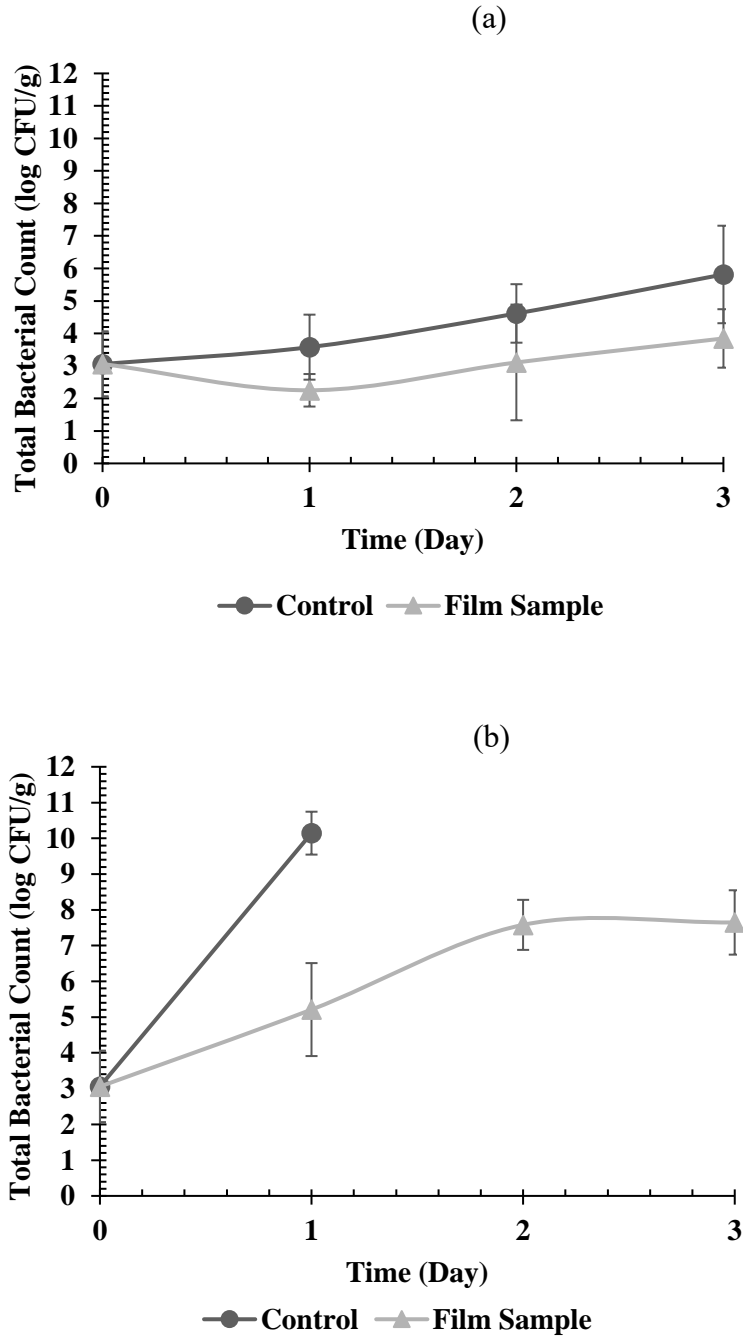 (a)
Total Bacterial Count (log CFU/g)
12
11
10
9
8
7
6
5
4
3
2
1
0
0 1 2 3
Time (Day)
Control Film Sample
(b)
Total Bacterial Count (log CFU/g)
12
11
10
9
8
7
6
5
4
3
2
1
0
0 1 2 3
Time (Day)
Control Film Sample